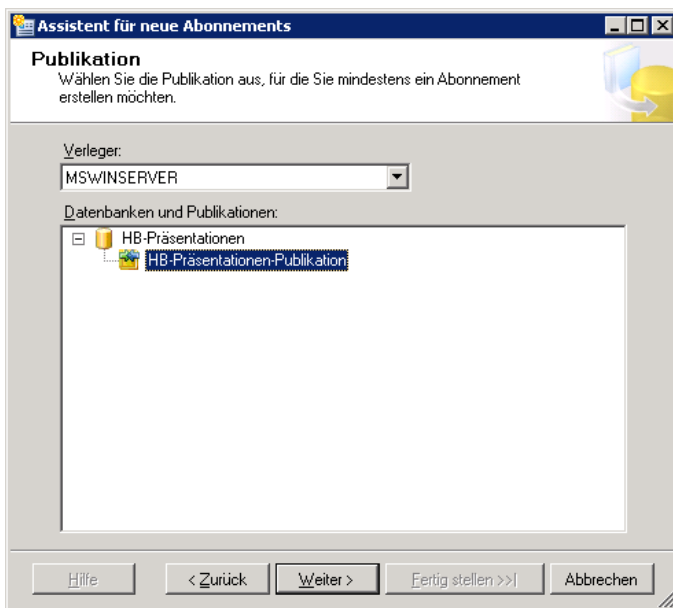 Assistent für neue Abonnements
Publikation
Wählen Sie die Publikation aus, für die Sie mindestens ein Abonnement
erstellen möchten.
Verleger:
MSWINSERVER
Datenbanken und Publikationen:
HB-Präsentationen
HB-Präsentationen-Publikation
Hilfe
< Zurück
Weiter >
Fertig stellen >>|
Abbrechen